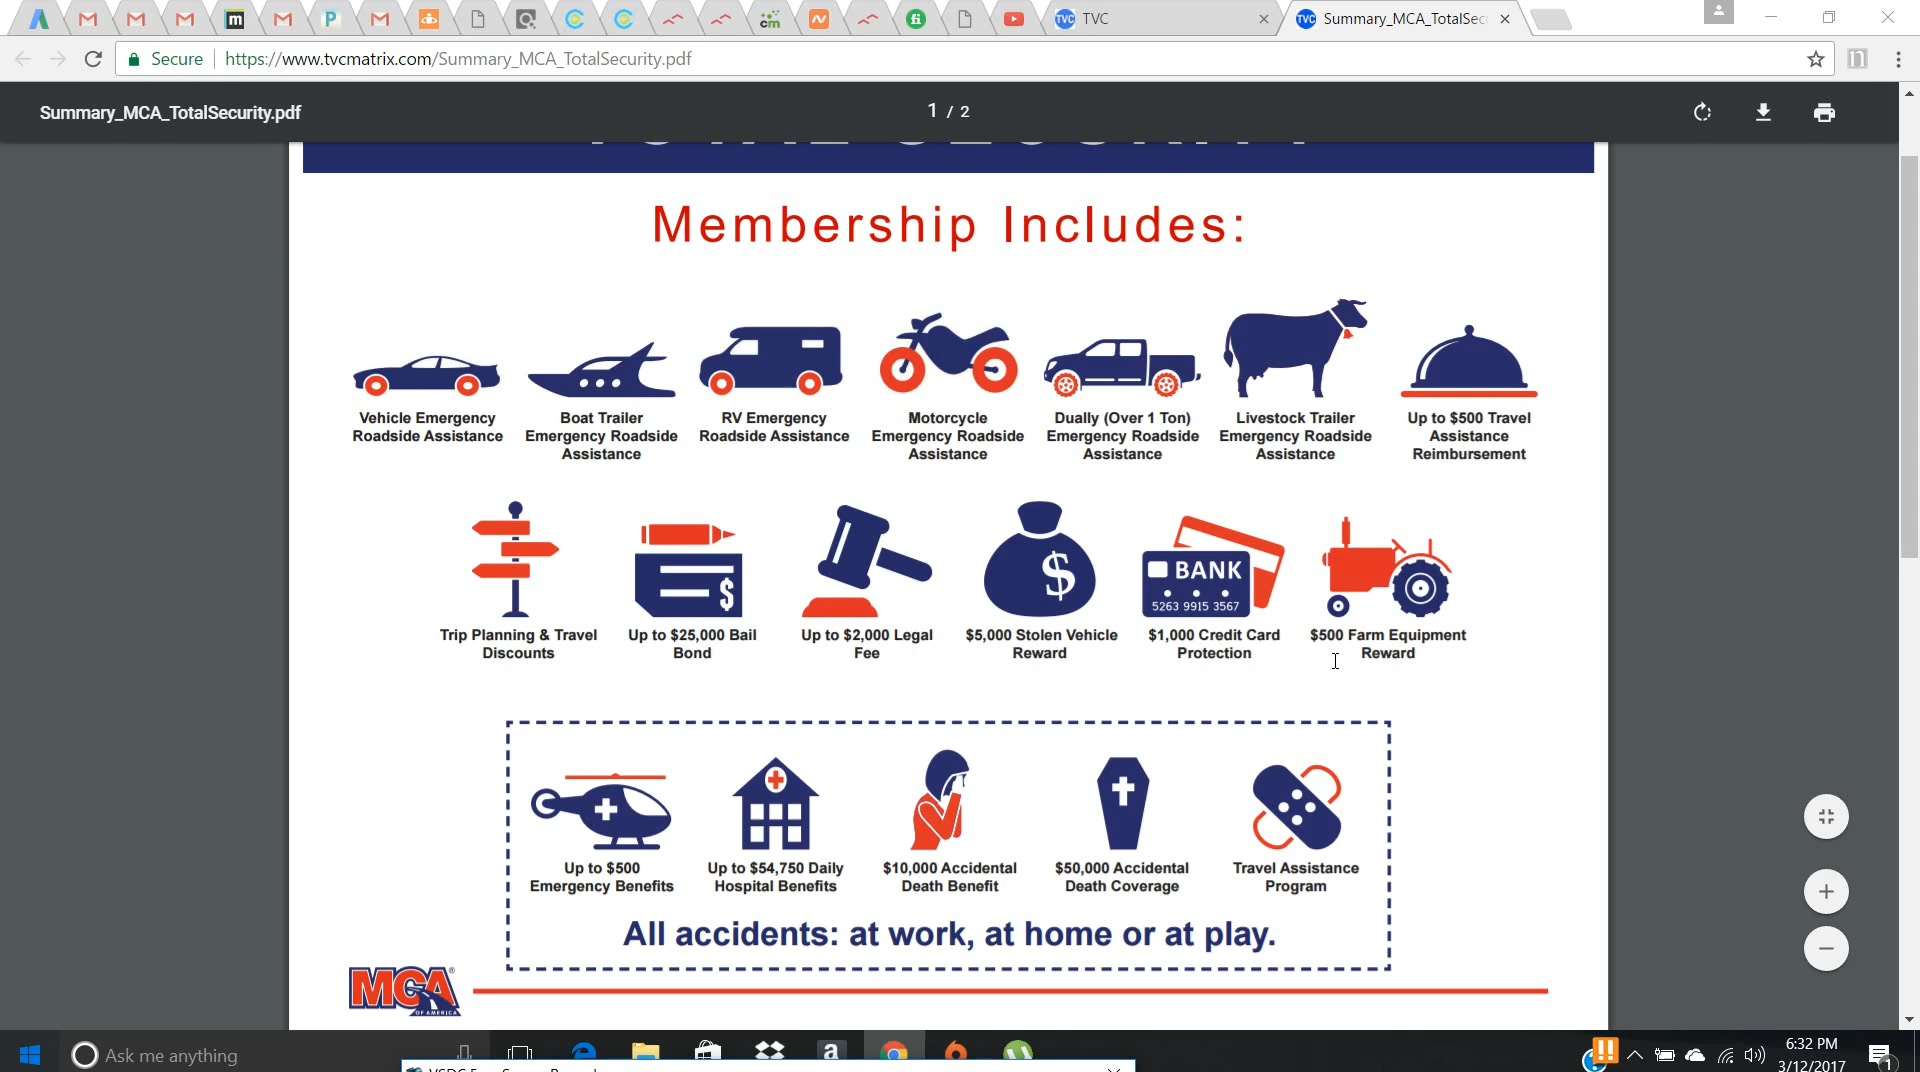 TVC
Summary_MCA_TotalSec
Secure
https://www.tvcmatrix.com/Summary_MCA_TotalSecurity.pdf
Summary_MCA_TotalSecurity.pdf
1 / 2
TOTAL SECURITY
Membership Includes:
Vehicle Emergency
Roadside Assistance
Boat Trailer
Emergency Roadside
Assistance
RV Emergency
Roadside Assistance
Motorcycle
Emergency Roadside
Assistance
Dually (Over 1 Ton)
Emergency Roadside
Assistance
Livestock Trailer
Emergency Roadside
Assistance
Up to $500 Travel
Assistance
Reimbursement
BANK
5263 9915 3567
Trip Planning & Travel
Discounts
Up to $25,000 Bail
Bond
Up to $2,000 Legal
Fee
$5,000 Stolen Vehicle
Reward
$1,000 Credit Card
Protection
$500 Farm Equipment
Reward
Up to $500
Emergency Benefits
Up to $54,750 Daily
Hospital Benefits
$10,000 Accidental
Death Benefit
$50,000 Accidental
Death Coverage
Travel Assistance
Program
All accidents: at work, at home or at play.
MCA
OF AMERICA
Ask me anything
6:32 PM
3/12/2017
1